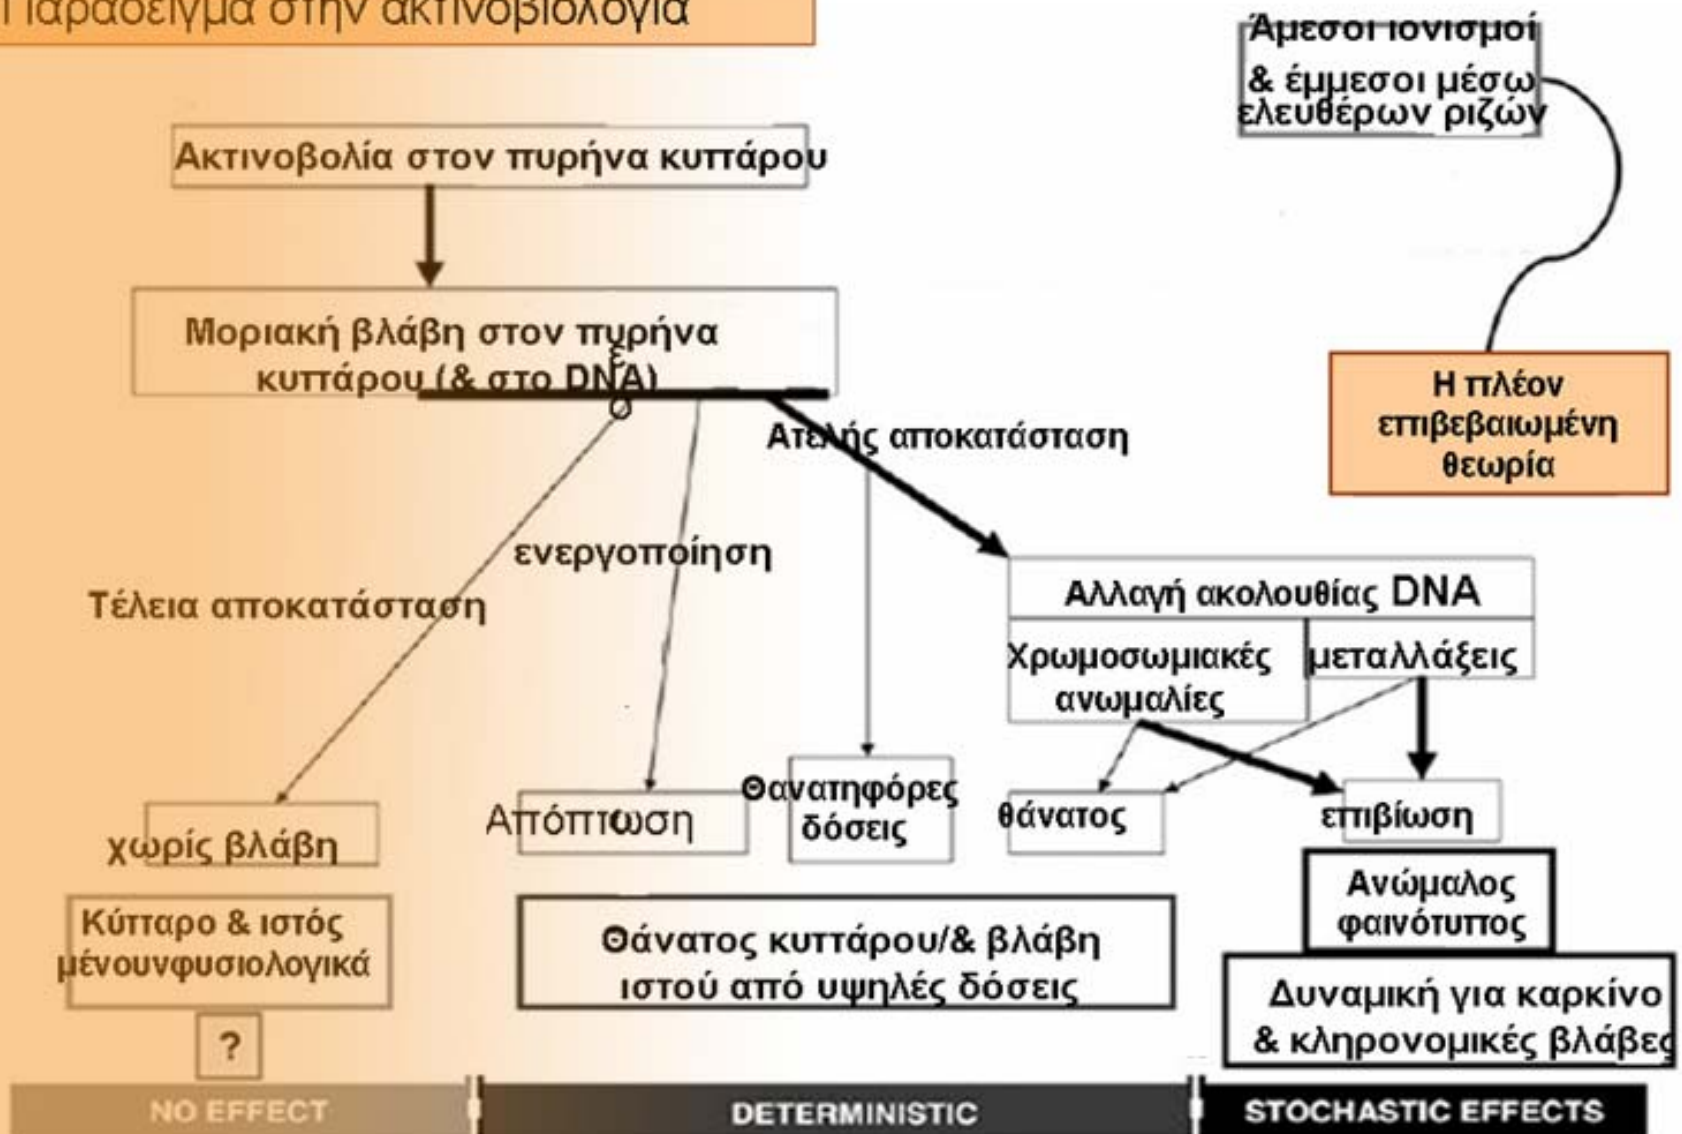 Παράδειγμα στην ακτινοβιολογία
Άμεσοι ιονισμοί
& έμμεσοι μέσω
ελευθέρων ριζών
Ακτινοβολία στον πυρήνα κυττάρου
Μοριακή βλάβη στον πυρήνα
κυττάρου (& στο DNA)
Η πλέον
επιβεβαιωμένη
θεωρία
Ατελής αποκατάσταση
ενεργοποίηση
Τέλεια αποκατάσταση
Αλλαγή ακολουθίας DNA
Χρωμοσωμιακές
ανωμαλίες
μεταλλάξεις
χωρίς βλάβη
Απόπτωση
Θανατηφόρες
δόσεις
θάνατος
επιβίωση
Κύτταρο & ιστός
μένουνφυσιολογικά
?
Θάνατος κυττάρου/& βλάβη
ιστού από υψηλές δόσεις
Ανώμαλος
φαινότυπος
Δυναμική για καρκίνο
& κληρονομικές βλάβες
NO EFFECT
DETERMINISTIC
STOCHASTIC EFFECTS